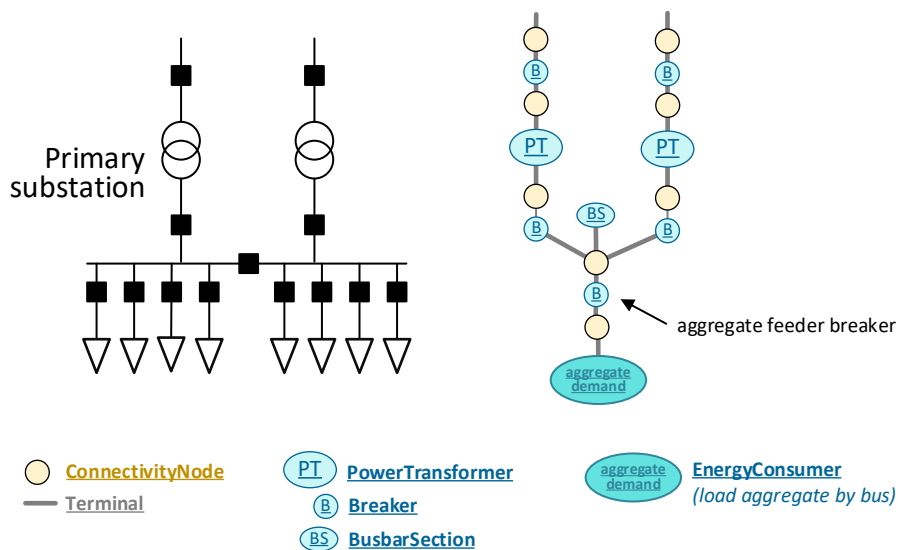 Primary
substation
B
B
PT
PT
BS
B
B
B
aggregate feeder breaker
aggregate
demand
ConnectivityNode
Terminal
PT PowerTransformer
B Breaker
BS BusbarSection
aggregate
demand
EnergyConsumer
(load aggregate by bus)